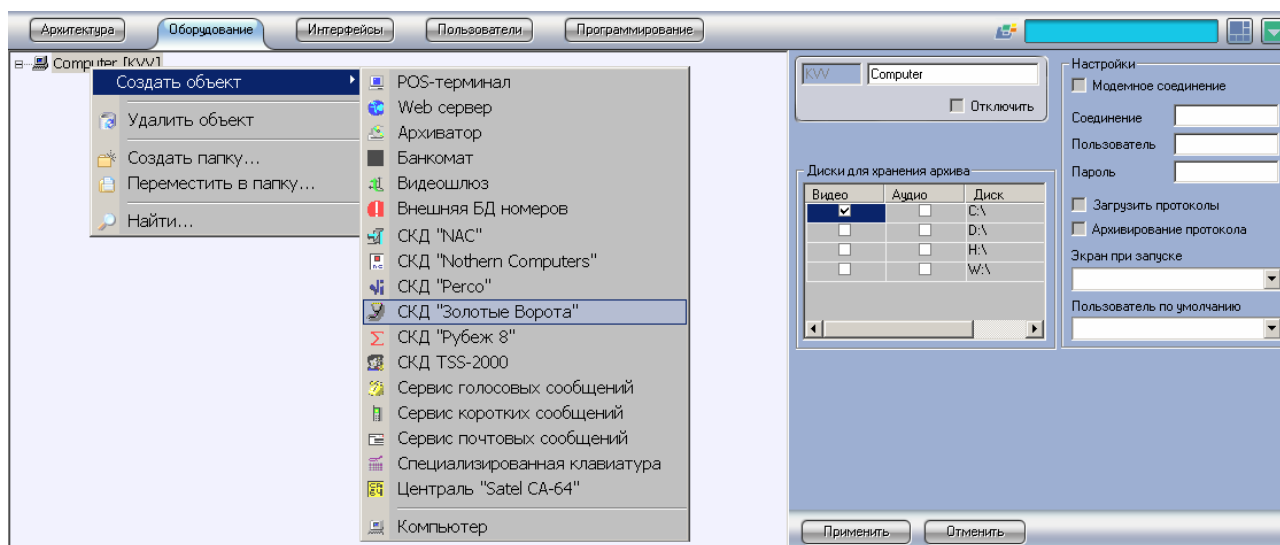 Архитектура Оборудование Интерфейсы Пользователи Программирование
Computer [KVV]
Создать объект
Удалить объект
Создать папку...
Переместить в папку...
Найти...
POS-терминал
Web сервер
Архиватор
Банкомат
Видеошлюз
Внешняя БД номеров
СКД "NAC"
СКД "Nothern Computers"
СКД "Perco"
СКД "Золотые Ворота"
СКД "Рубеж 8"
СКД TSS-2000
Сервис голосовых сообщений
Сервис коротких сообщений
Сервис почтовых сообщений
Специализированная клавиатура
Централь "Satel CA-64"
Компьютер
KVV Computer
Отключить
Диски для хранения архива
Видео Аудио Диск
C:\
D:\
H:\
W:\
Настройки
Модемное соединение
Соединение
Пользователь
Пароль
Загрузить протоколы
Архивирование протокола
Экран при запуске
Пользователь по умолчанию
Применить Отменить